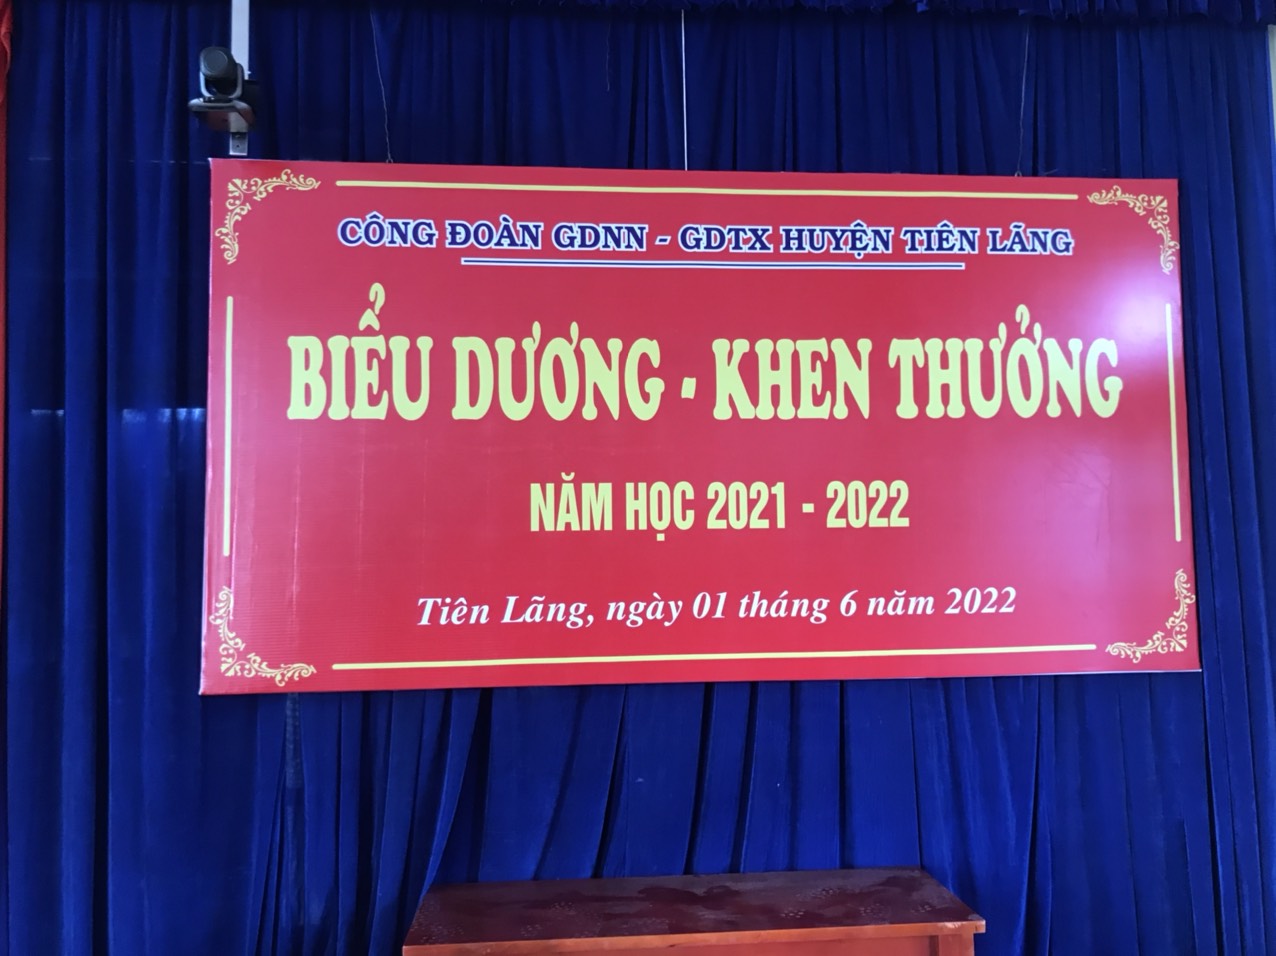 CÔNG ĐOÀN GDNN - GDTX HUYỆN TIÊN LÃNG
BIỂU DƯƠNG - KHEN THƯỞNG
NĂM HỌC 2021 - 2022
Tiên Lãng, ngày 01 tháng 6 năm 2022